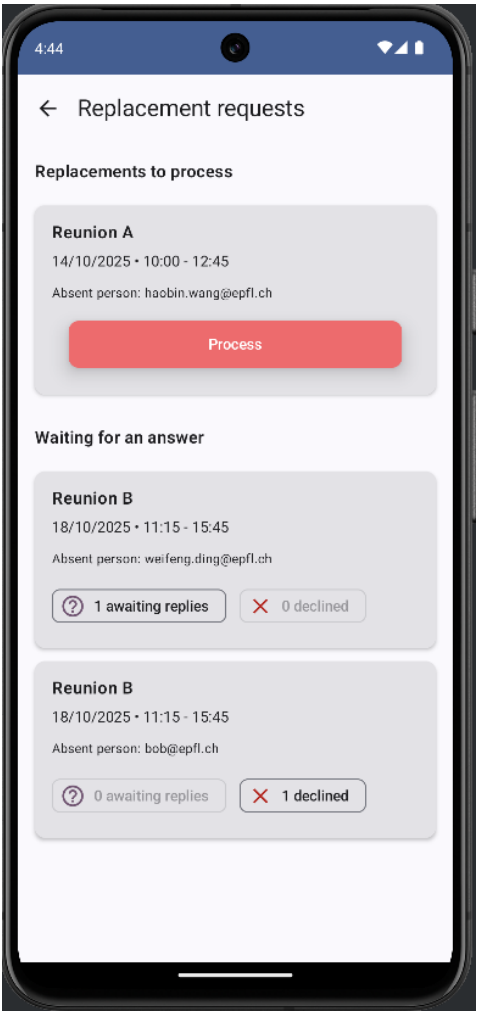 4:44
Replacement requests
Replacements to process
Reunion A
14/10/2025 • 10:00 - 12:45
Absent person: haobin.wang@epfl.ch
Process
Waiting for an answer
Reunion B
18/10/2025 • 11:15 - 15:45
Absent person: weifeng.ding@epfl.ch
1 awaiting replies
0 declined
Reunion B
18/10/2025 • 11:15 - 15:45
Absent person: bob@epfl.ch
0 awaiting replies
1 declined